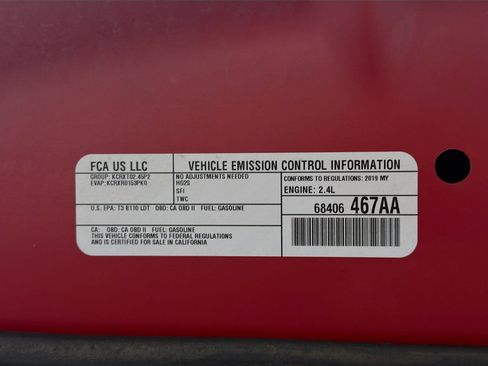 FCA US LLC
VEHICLE EMISSION CONTROL INFORMATION
GROUP: KCRXT02.45P2
EVAP: KCRXR0153PK0
NO ADJUSTMENTS NEEDED
HO2S
SFI
TWC
CONFORMS TO REGULATIONS: 2019 MY
ENGINE: 2.4L
U.S. EPA: T3 B110 LDT OBD: CA OBD II FUEL: GASOLINE
68406 467AA
CA: OBD: CA OBD II FUEL: GASOLINE
THIS VEHICLE CONFORMS TO FEDERAL REGULATIONS
AND IS CERTIFIED FOR SALE IN CALIFORNIA